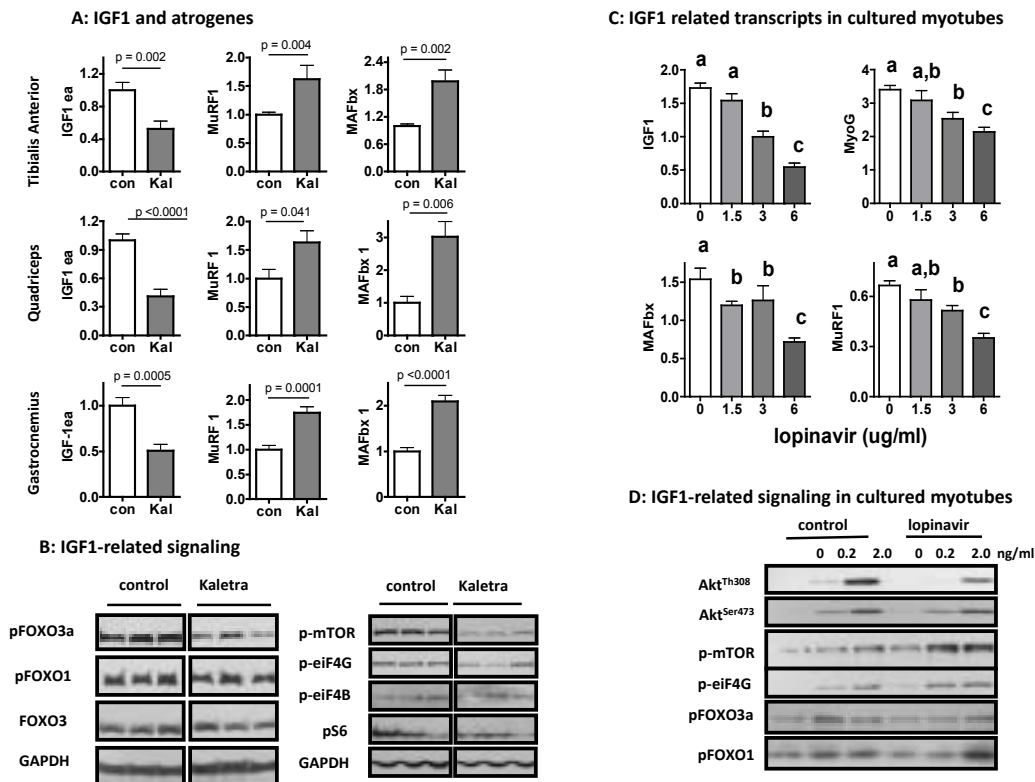 A: IGF1 and atrogenes
Tibialis Anterior
p = 0.002
IGF1 ea
1.2
1.0
0.8
0.4
0.0
con Kal
p = 0.004
MuRF1
2.0
1.5
1.0
0.5
0.0
con Kal
p = 0.002
MAFbx
2.5
2.0
1.5
1.0
0.5
0.0
con Kal
Quadriceps
p <0.0001
IGF1 ea
1.2
0.9
0.6
0.3
0.0
con Kal
p = 0.041
MuRF 1
2.0
1.5
1.0
0.5
0.0
con Kal
p = 0.006
MAFbx 1
3
2
1
0
con Kal
Gastrocnemius
p = 0.0005
IGF-1ea
1.0
0.5
0.0
con Kal
p = 0.0001
MuRF 1
2.0
1.5
1.0
0.5
0.0
con Kal
p <0.0001
MAFbx 1
2
1
0
con Kal
B: IGF1-related signaling
control Kaletra
pFOXO3a
pFOXO1
FOXO3
GAPDH
control Kaletra
p-mTOR
p-eiF4G
p-eiF4B
pS6
GAPDH
C: IGF1 related transcripts in cultured myotubes
IGF1
2.0
1.5
1.0
0.5
0.0
a a b c
0 1.5 3 6
MyoG
4
2
0
a a,b b c
0 1.5 3 6
MAFbx
1.5
1.0
0.5
0.0
a b b c
0 1.5 3 6
MuRF1
0.6
0.3
0.0
a a,b b c
0 1.5 3 6
lopinavir (ug/ml)
D: IGF1-related signaling in cultured myotubes
control lopinavir
0 0.2 2.0 0 0.2 2.0 ng/ml
Akt^Th308
Akt^Ser473
p-mTOR
p-eiF4G
pFOXO3a
pFOXO1